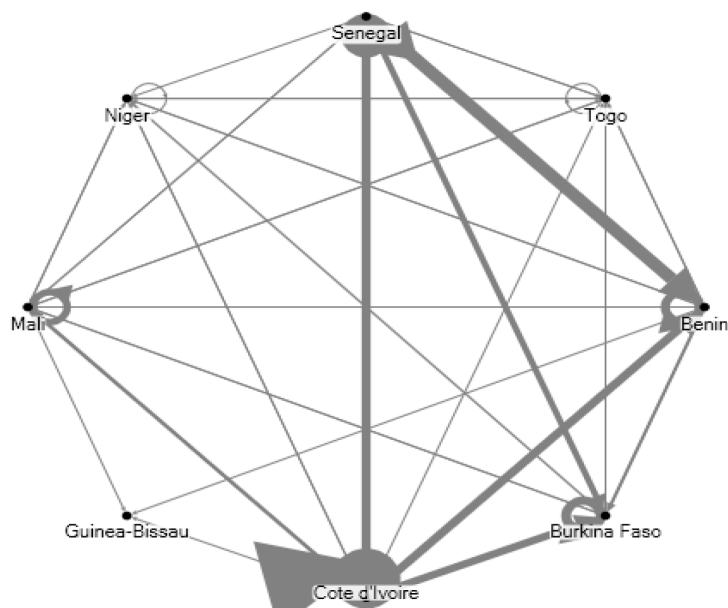 Senegal
Niger
Togo
Mali
Benin
Guinea-Bissau
Burkina Faso
Cote d'Ivoire